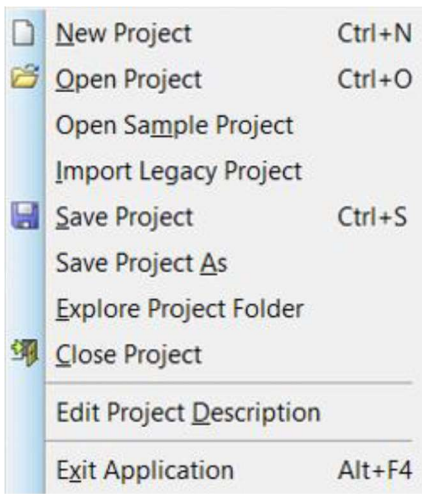 New Project Ctrl+N
Open Project Ctrl+O
Open Sample Project
Import Legacy Project
Save Project Ctrl+S
Save Project As
Explore Project Folder
Close Project
Edit Project Description
Exit Application Alt+F4